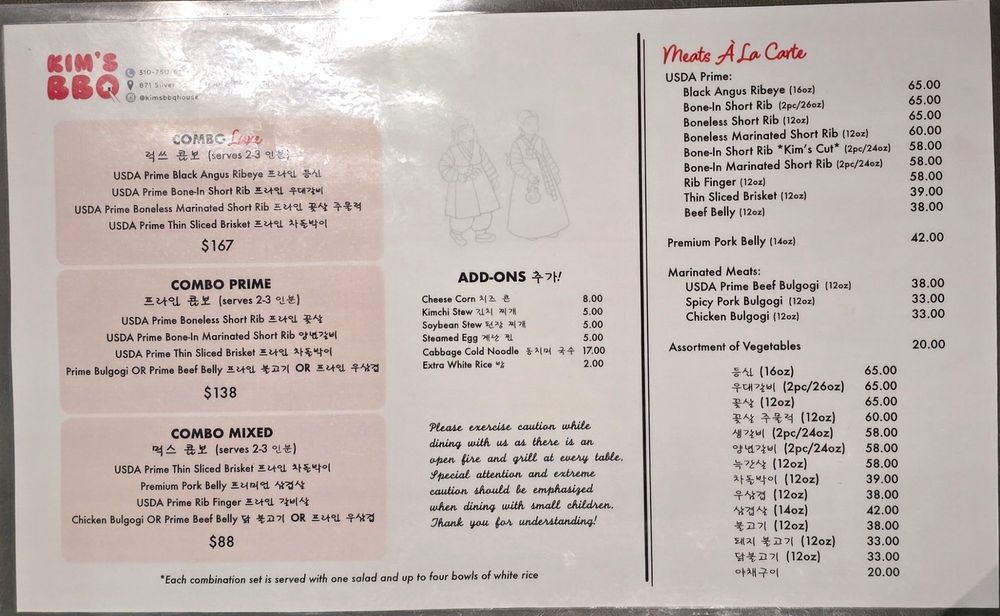 KIM'S
BBQ
310-750-
871 Silver
@kimsbbqhouse
COMBO Luxe
럭쓰 콤보 (serves 2-3 인분)
USDA Prime Black Angus Ribeye 프라임 등심
USDA Prime Bone-In Short Rib 프라임 우대갈비
USDA Prime Boneless Marinated Short Rib 프라임 꽃살 주물럭
USDA Prime Thin Sliced Brisket 프라임 차돌박이
$167
COMBO PRIME
프라임 콤보 (serves 2-3 인분)
USDA Prime Boneless Short Rib 프라임 꽃살
USDA Prime Bone-In Marinated Short Rib 양념갈비
USDA Prime Thin Sliced Brisket 프라임 차돌박이
Prime Bulgogi OR Prime Beef Belly 프라임 불고기 OR 프라임 우삼겹
$138
COMBO MIXED
믹스 콤보 (serves 2-3 인분)
USDA Prime Thin Sliced Brisket 프라임 차돌박이
Premium Pork Belly 프리미엄 삼겹살
USDA Prime Rib Finger 프라임 갈비살
Chicken Bulgogi OR Prime Beef Belly 닭 불고기 OR 프라임 우삼겹
$88
*Each combination set is served with one salad and up to four bowls of white rice
ADD-ONS 추가!
Cheese Corn 치즈 콘 8.00
Kimchi Stew 김치 찌개 5.00
Soybean Stew 된장 찌개 5.00
Steamed Egg 계란 찜 5.00
Cabbage Cold Noodle 동치미 국수 17.00
Extra White Rice 밥 2.00
Please exercise caution while
dining with us as there is an
open fire and grill at every table.
Special attention and extreme
caution should be emphasized
when dining with small children.
Thank you for understanding!
Meats À La Carte
USDA Prime:
Black Angus Ribeye (16oz) 65.00
Bone-In Short Rib (2pc/26oz) 65.00
Boneless Short Rib (12oz) 65.00
Boneless Marinated Short Rib (12oz) 60.00
Bone-In Short Rib *Kim's Cut* (2pc/24oz) 58.00
Bone-In Marinated Short Rib (2pc/24oz) 58.00
Rib Finger (12oz) 58.00
Thin Sliced Brisket (12oz) 39.00
Beef Belly (12oz) 38.00
Premium Pork Belly (14oz) 42.00
Marinated Meats:
USDA Prime Beef Bulgogi (12oz) 38.00
Spicy Pork Bulgogi (12oz) 33.00
Chicken Bulgogi (12oz) 33.00
Assortment of Vegetables 20.00
등심 (16oz) 65.00
우대갈비 (2pc/26oz) 65.00
꽃살 (12oz) 65.00
꽃살 주물럭 (12oz) 60.00
생갈비 (2pc/24oz) 58.00
양념갈비 (2pc/24oz) 58.00
늑간살 (12oz) 58.00
차돌박이 (12oz) 39.00
우삼겹 (12oz) 38.00
삼겹살 (14oz) 42.00
불고기 (12oz) 38.00
돼지 불고기 (12oz) 33.00
닭불고기 (12oz) 33.00
야채구이 20.00